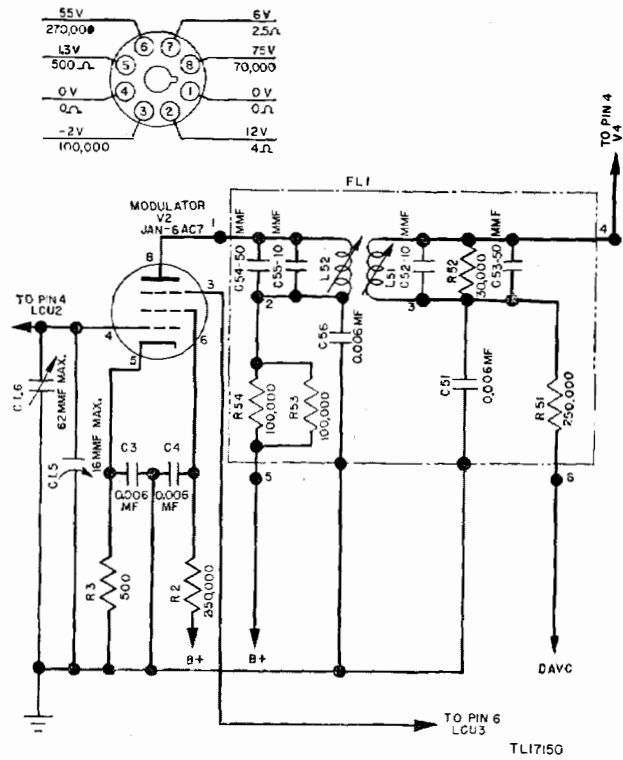 55V
270,000
6V
25Ω
1.3V
500Ω
75V
70,000
0V
0Ω
0V
0Ω
-2V
100,000
12V
4Ω
6
7
5
8
4
1
3
2
TO PIN 4
V4
FL1
MODULATOR
V2
JAN-6AC7
1
4
C54-50 MMF
C55-10 MMF
L52
L51
C52-10 MMF
R52
30,000
C53-50 MMF
8
3
6
4
5
2
3
TO PIN 4
LCU2
C56
0.006MF
C51
0.006MF
C1,6
62MMF MAX.
C1,5
16MMF MAX.
R54
100,000
R53
100,000
R51
250,000
C3
0.006
MF
C4
0.006
MF
5
6
R3
500
R2
250,000
B+
B+
DAVC
TO PIN 6
LCU3
TL17150